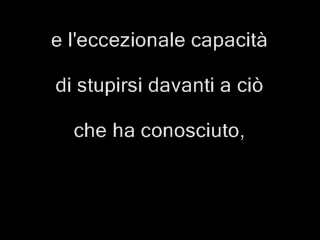 e l'eccezionale capacità
di stupirsi davanti a ciò
che ha conosciuto,